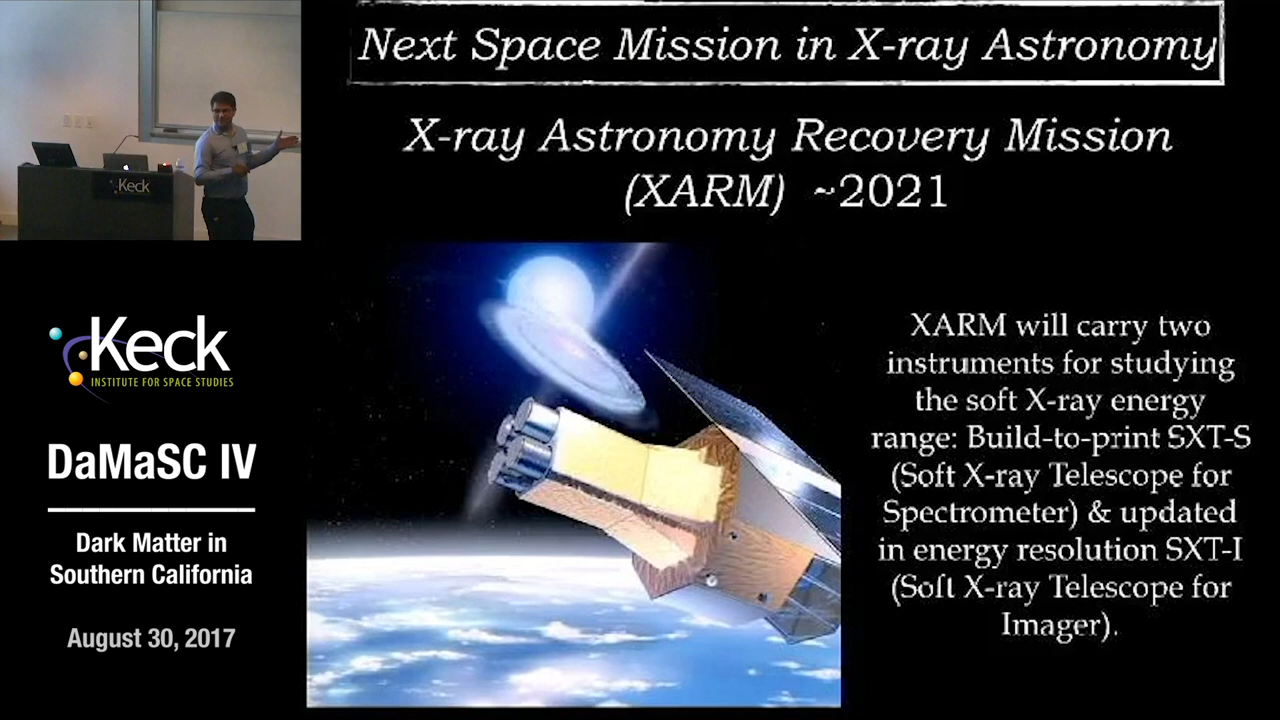 Next Space Mission in X-ray Astronomy
X-ray Astronomy Recovery Mission
(XARM) ~2021
Keck
Keck
INSTITUTE FOR SPACE STUDIES
DaMaSC IV
Dark Matter in
Southern California
August 30, 2017
XARM will carry two
instruments for studying
the soft X-ray energy
range: Build-to-print SXT-S
(Soft X-ray Telescope for
Spectrometer) & updated
in energy resolution SXT-I
(Soft X-ray Telescope for
Imager).